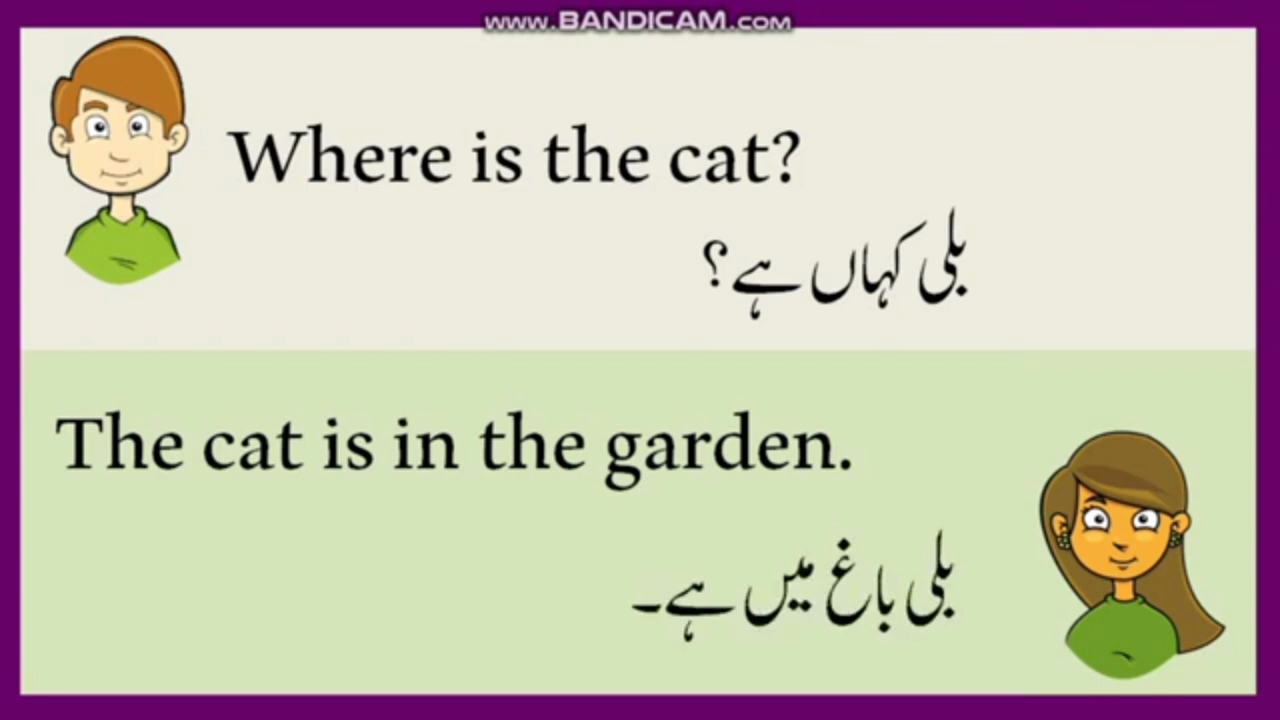 www.BANDICAM.com
Where is the cat?
بلی کہاں ہے؟
The cat is in the garden.
بلی باغ میں ہے۔